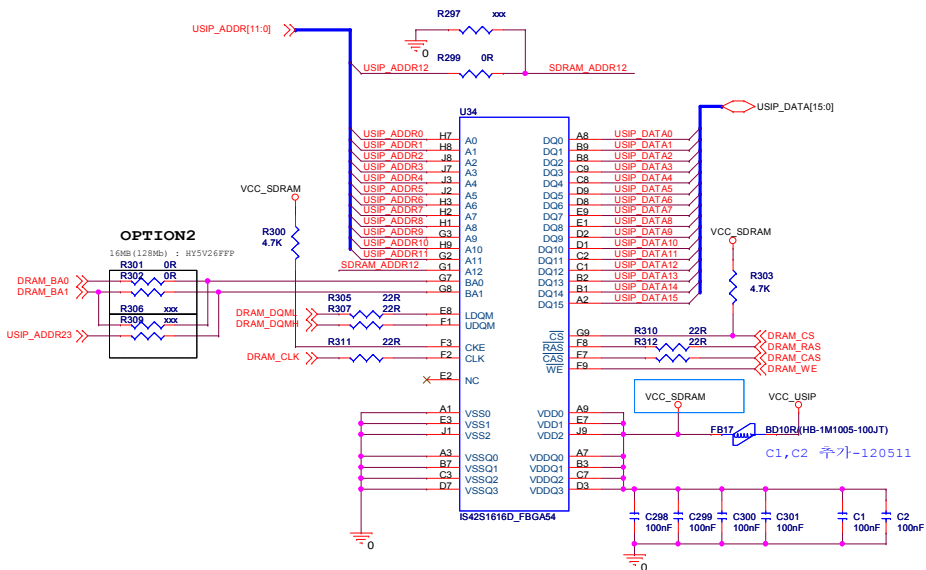 R297 xxx
USIP_ADDR[11:0]
0
R299 0R
USIP_ADDR12 SDRAM_ADDR12
U34
USIP_DATA[15:0]
USIP_ADDR0 H7 A0 DQ0 A8 USIP_DATA0
USIP_ADDR1 H8 A1 DQ1 B9 USIP_DATA1
USIP_ADDR2 J8 A2 DQ2 B8 USIP_DATA2
USIP_ADDR3 J7 A3 DQ3 C9 USIP_DATA3
USIP_ADDR4 J3 A4 DQ4 C8 USIP_DATA4
USIP_ADDR5 J2 A5 DQ5 D9 USIP_DATA5
USIP_ADDR6 H3 A6 DQ6 D8 USIP_DATA6
USIP_ADDR7 H2 A7 DQ7 E9 USIP_DATA7
USIP_ADDR8 H1 A8 DQ8 E1 USIP_DATA8
USIP_ADDR9 G3 A9 DQ9 D2 USIP_DATA9
USIP_ADDR10 H9 A10 DQ10 D1 USIP_DATA10
USIP_ADDR11 G2 A11 DQ11 C2 USIP_DATA11
SDRAM_ADDR12 G1 A12 DQ12 C1 USIP_DATA12
G7 BA0 DQ13 B2 USIP_DATA13
G8 BA1 DQ14 B1 USIP_DATA14
DQ15 A2 USIP_DATA15
VCC_SDRAM
R300
4.7K
VCC_SDRAM
R303
4.7K
OPTION2
16MB(128Mb) : HY5V26FFP
R301 0R
DRAM_BA0
R302 0R
DRAM_BA1
R306 xxx
R309 xxx
USIP_ADDR23
R305 22R
DRAM_DQML E8 LDQM
R307 22R
DRAM_DQMH F1 UDQM
F3 CKE
R311 22R
DRAM_CLK F2 CLK
E2 NC
CS G9 DRAM_CS
R310 22R
RAS F8 DRAM_RAS
R312 22R
CAS F7 DRAM_CAS
WE F9 DRAM_WE
VCC_SDRAM VCC_USIP
A1 VSS0 VDD0 A9
E3 VSS1 VDD1 E7
J1 VSS2 VDD2 J9
FB17 BD10R/(HB-1M1005-100JT)
A3 VSSQ0 VDDQ0 A7
B7 VSSQ1 VDDQ1 B3
C3 VSSQ2 VDDQ2 C7
D7 VSSQ3 VDDQ3 D3
C1,C2 추가-120511
IS42S1616D_FBGA54
C298 C299 C300 C301 C1 C2
100nF 100nF 100nF 100nF 100nF 100nF
0
0